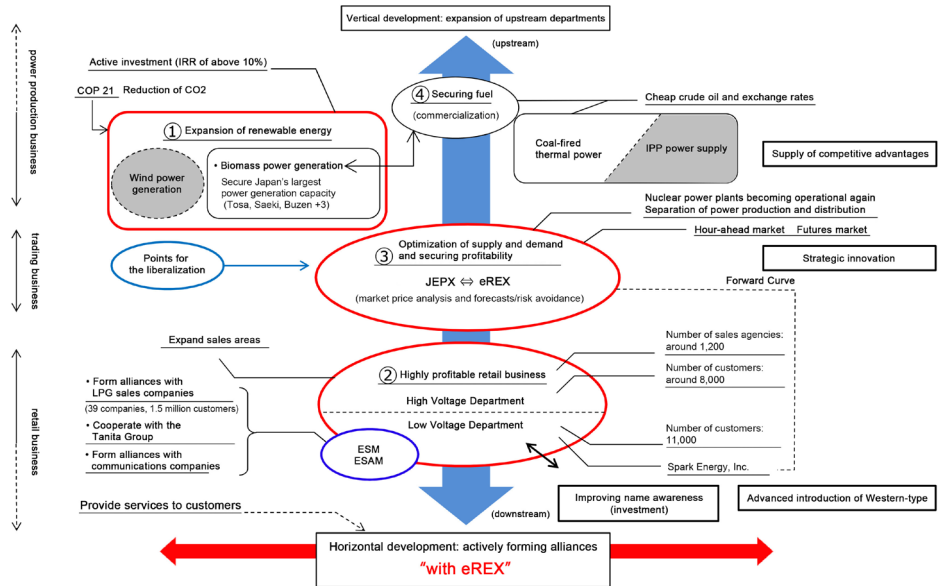 Vertical development: expansion of upstream departments
(upstream)
power production business
Active investment (IRR of above 10%)
COP 21 Reduction of CO2
④ Securing fuel
(commercialization)
Cheap crude oil and exchange rates
① Expansion of renewable energy
Wind power
generation
• Biomass power generation
Secure Japan's largest
power generation capacity
(Tosa, Saeki, Buzen +3)
Coal-fired
thermal power
IPP power supply
Supply of competitive advantages
Nuclear power plants becoming operational again
Separation of power production and distribution
Hour-ahead market Futures market
trading business
Points for
the liberalization
③ Optimization of supply and demand
and securing profitability
JEPX ⇔ eREX
(market price analysis and forecasts/risk avoidance)
Strategic innovation
Forward Curve
retail business
Expand sales areas
② Highly profitable retail business
High Voltage Department
Low Voltage Department
Number of sales agencies:
around 1,200
Number of customers:
around 8,000
Number of customers:
11,000
Spark Energy, Inc.
• Form alliances with
LPG sales companies
(39 companies, 1.5 million customers)
• Cooperate with the
Tanita Group
• Form alliances with
communications companies
ESM
ESAM
Improving name awareness
(investment)
Advanced introduction of Western-type
Provide services to customers
(downstream)
Horizontal development: actively forming alliances
"with eREX"